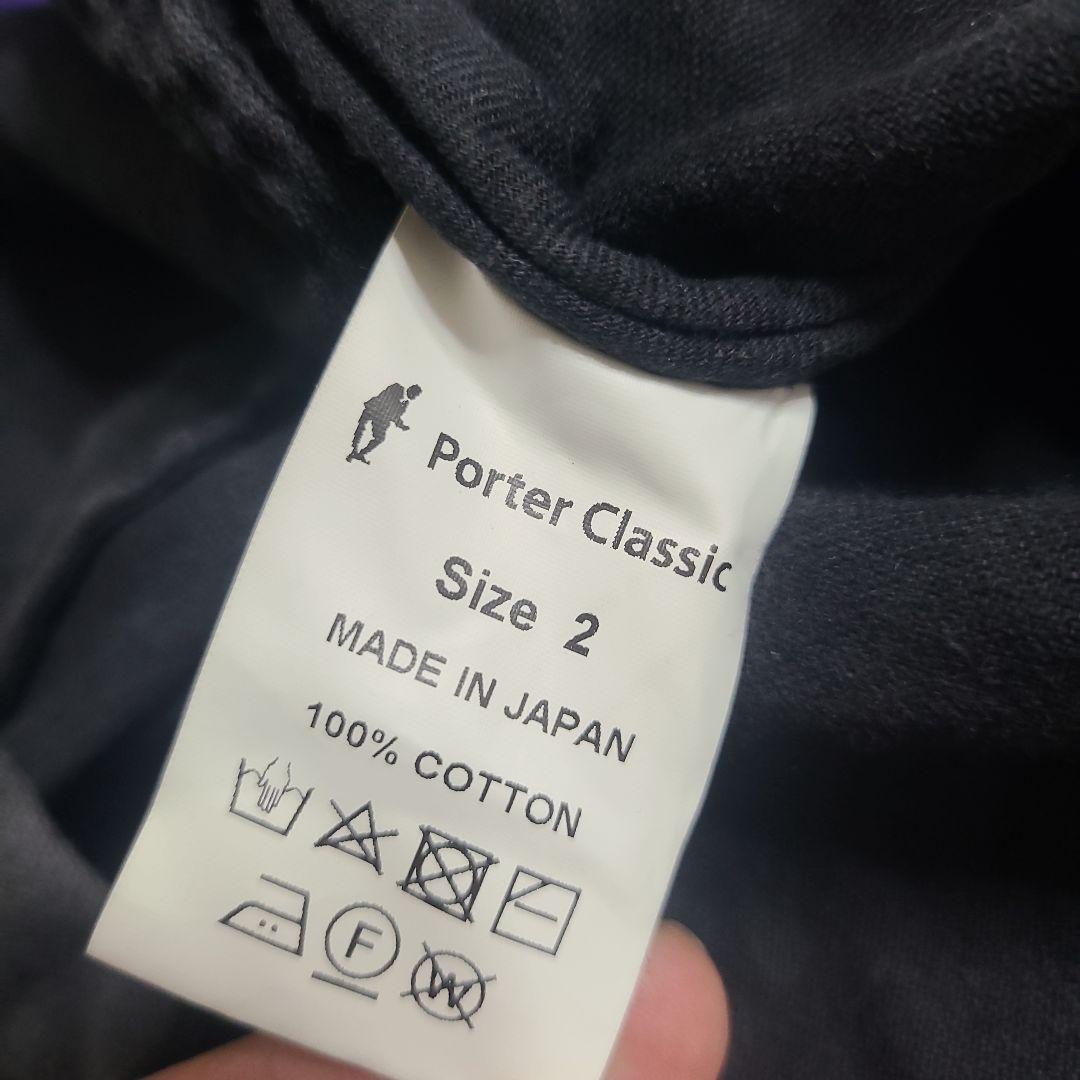 Porter Classic
Size 2
MADE IN JAPAN
100% COTTON
F
W